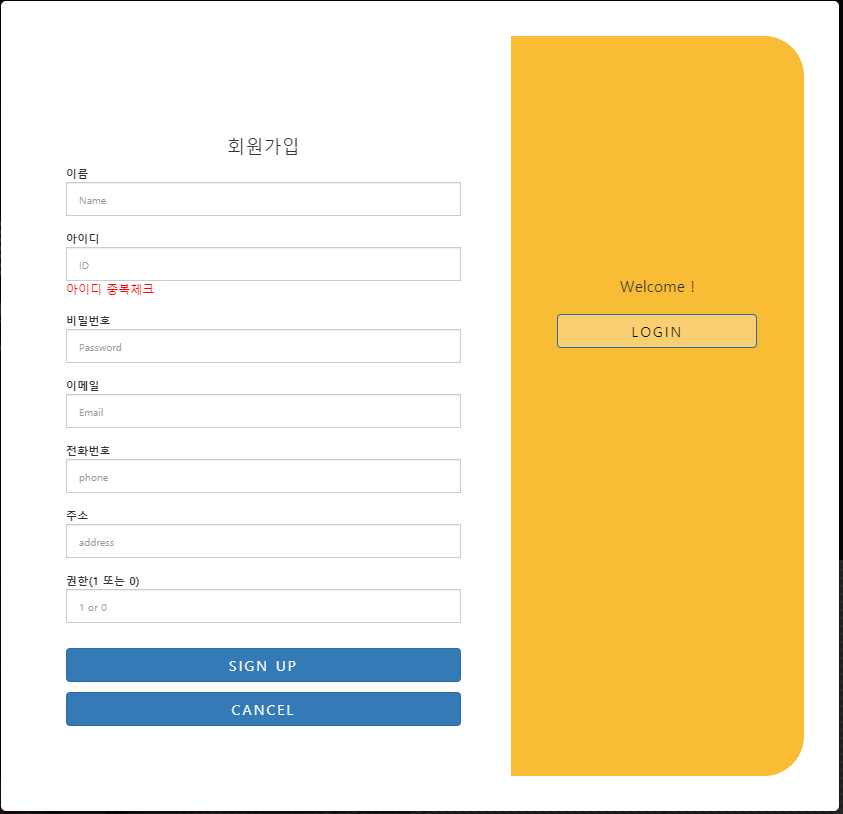 회원가입
이름
Name
아이디
ID
아이디 중복체크
비밀번호
Password
이메일
Email
전화번호
phone
주소
address
권한(1 또는 0)
1 or 0
SIGN UP
CANCEL
Welcome !
LOGIN